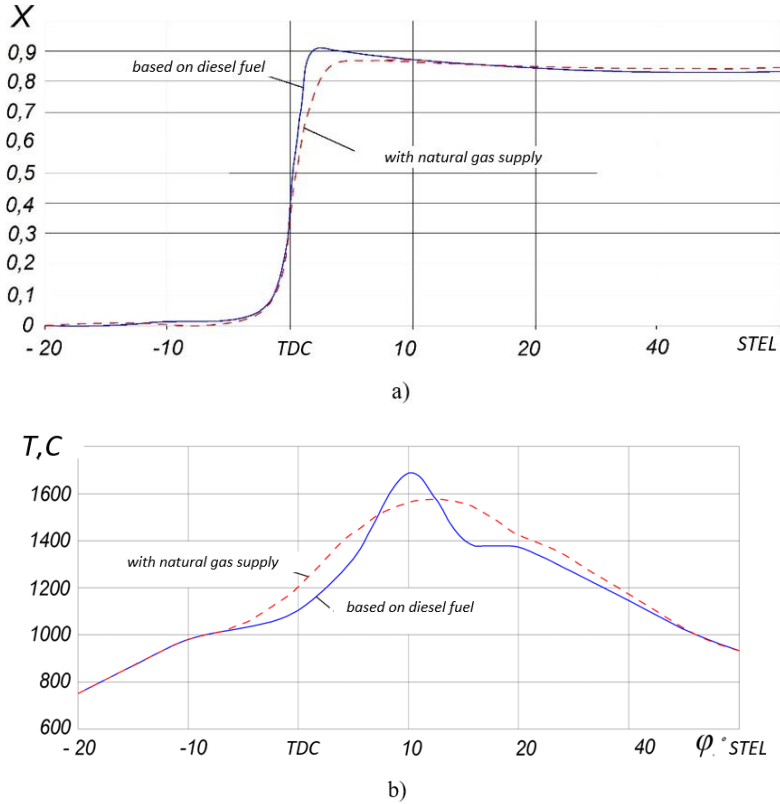 X
0,9
based on diesel fuel
0,8
0,7
0,6
with natural gas supply
0,5
0,4
0,3
0,2
0,1
0
- 20 -10 TDC 10 20 40 STEL
a)
T,C
1600
1400
with natural gas supply
1200
based on diesel fuel
1000
800
600
- 20 -10 TDC 10 20 40 φ.° STEL
b)